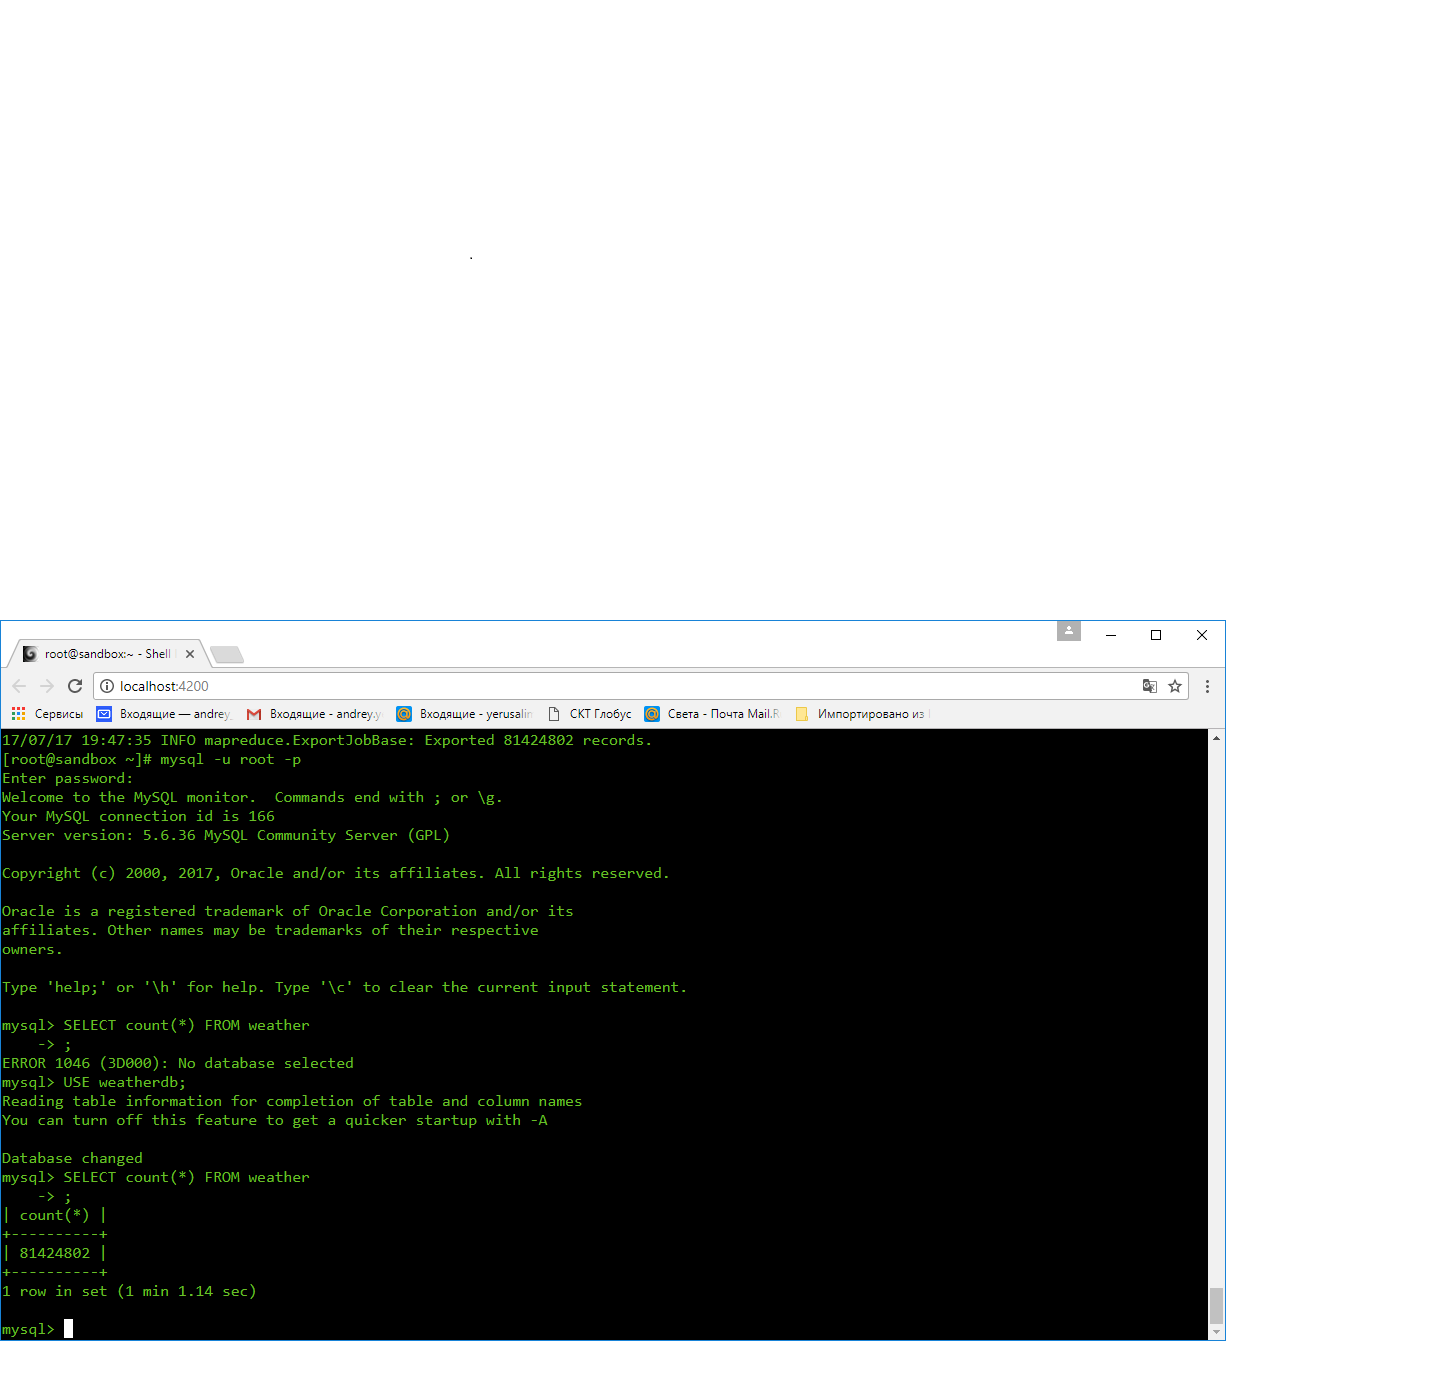 .
root@sandbox:~ - Shell
localhost:4200
Сервисы Входящие — andrey_ Входящие - andrey.y Входящие - yerusalin СКТ Глобус Света - Почта Mail.R Импортировано из
17/07/17 19:47:35 INFO mapreduce.ExportJobBase: Exported 81424802 records.
[root@sandbox ~]# mysql -u root -p
Enter password:
Welcome to the MySQL monitor.  Commands end with ; or \g.
Your MySQL connection id is 166
Server version: 5.6.36 MySQL Community Server (GPL)
Copyright (c) 2000, 2017, Oracle and/or its affiliates. All rights reserved.
Oracle is a registered trademark of Oracle Corporation and/or its
affiliates. Other names may be trademarks of their respective
owners.
Type 'help;' or '\h' for help. Type '\c' to clear the current input statement.
mysql> SELECT count(*) FROM weather
    -> ;
ERROR 1046 (3D000): No database selected
mysql> USE weatherdb;
Reading table information for completion of table and column names
You can turn off this feature to get a quicker startup with -A
Database changed
mysql> SELECT count(*) FROM weather
    -> ;
| count(*) |
+----------+
| 81424802 |
+----------+
1 row in set (1 min 1.14 sec)
mysql>